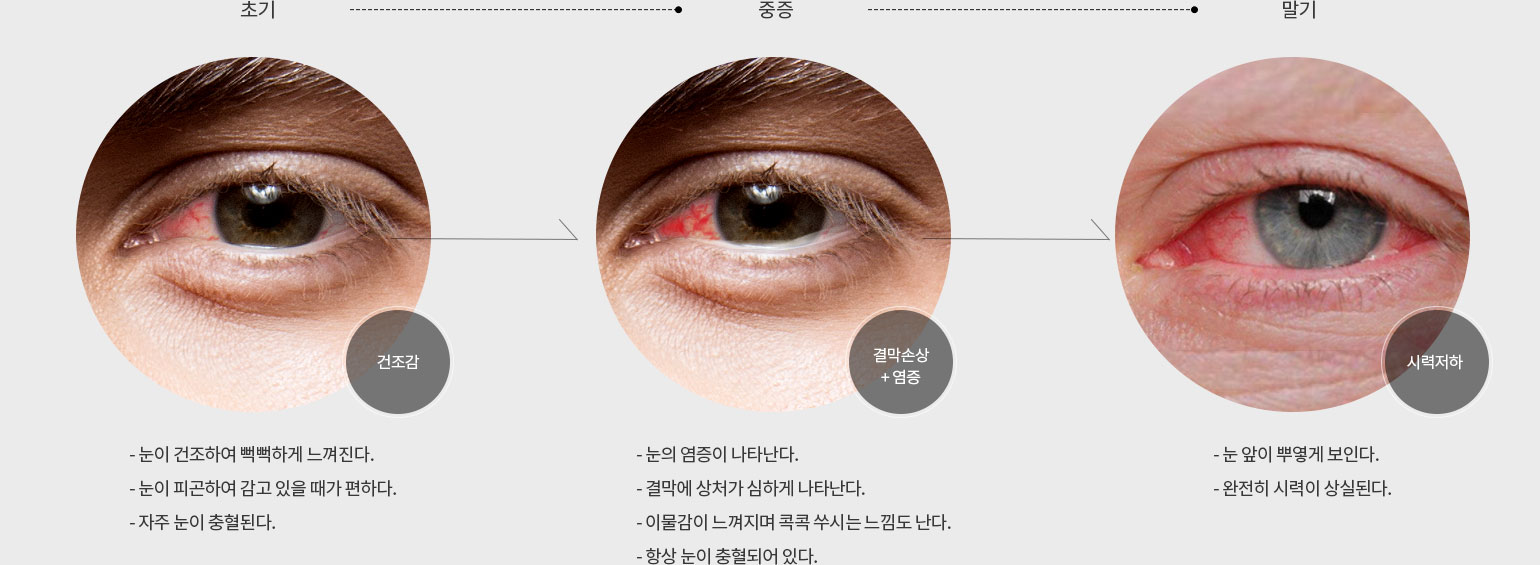 초기
중증
말기
건조감
결막손상
+ 염증
시력저하
- 눈이 건조하여 뻑뻑하게 느껴진다.
- 눈이 피곤하여 감고 있을 때가 편하다.
- 자주 눈이 충혈된다.
- 눈의 염증이 나타난다.
- 결막에 상처가 심하게 나타난다.
- 이물감이 느껴지며 콕콕 쑤시는 느낌도 난다.
- 항상 눈이 충혈되어 있다.
- 눈 앞이 뿌옇게 보인다.
- 완전히 시력이 상실된다.